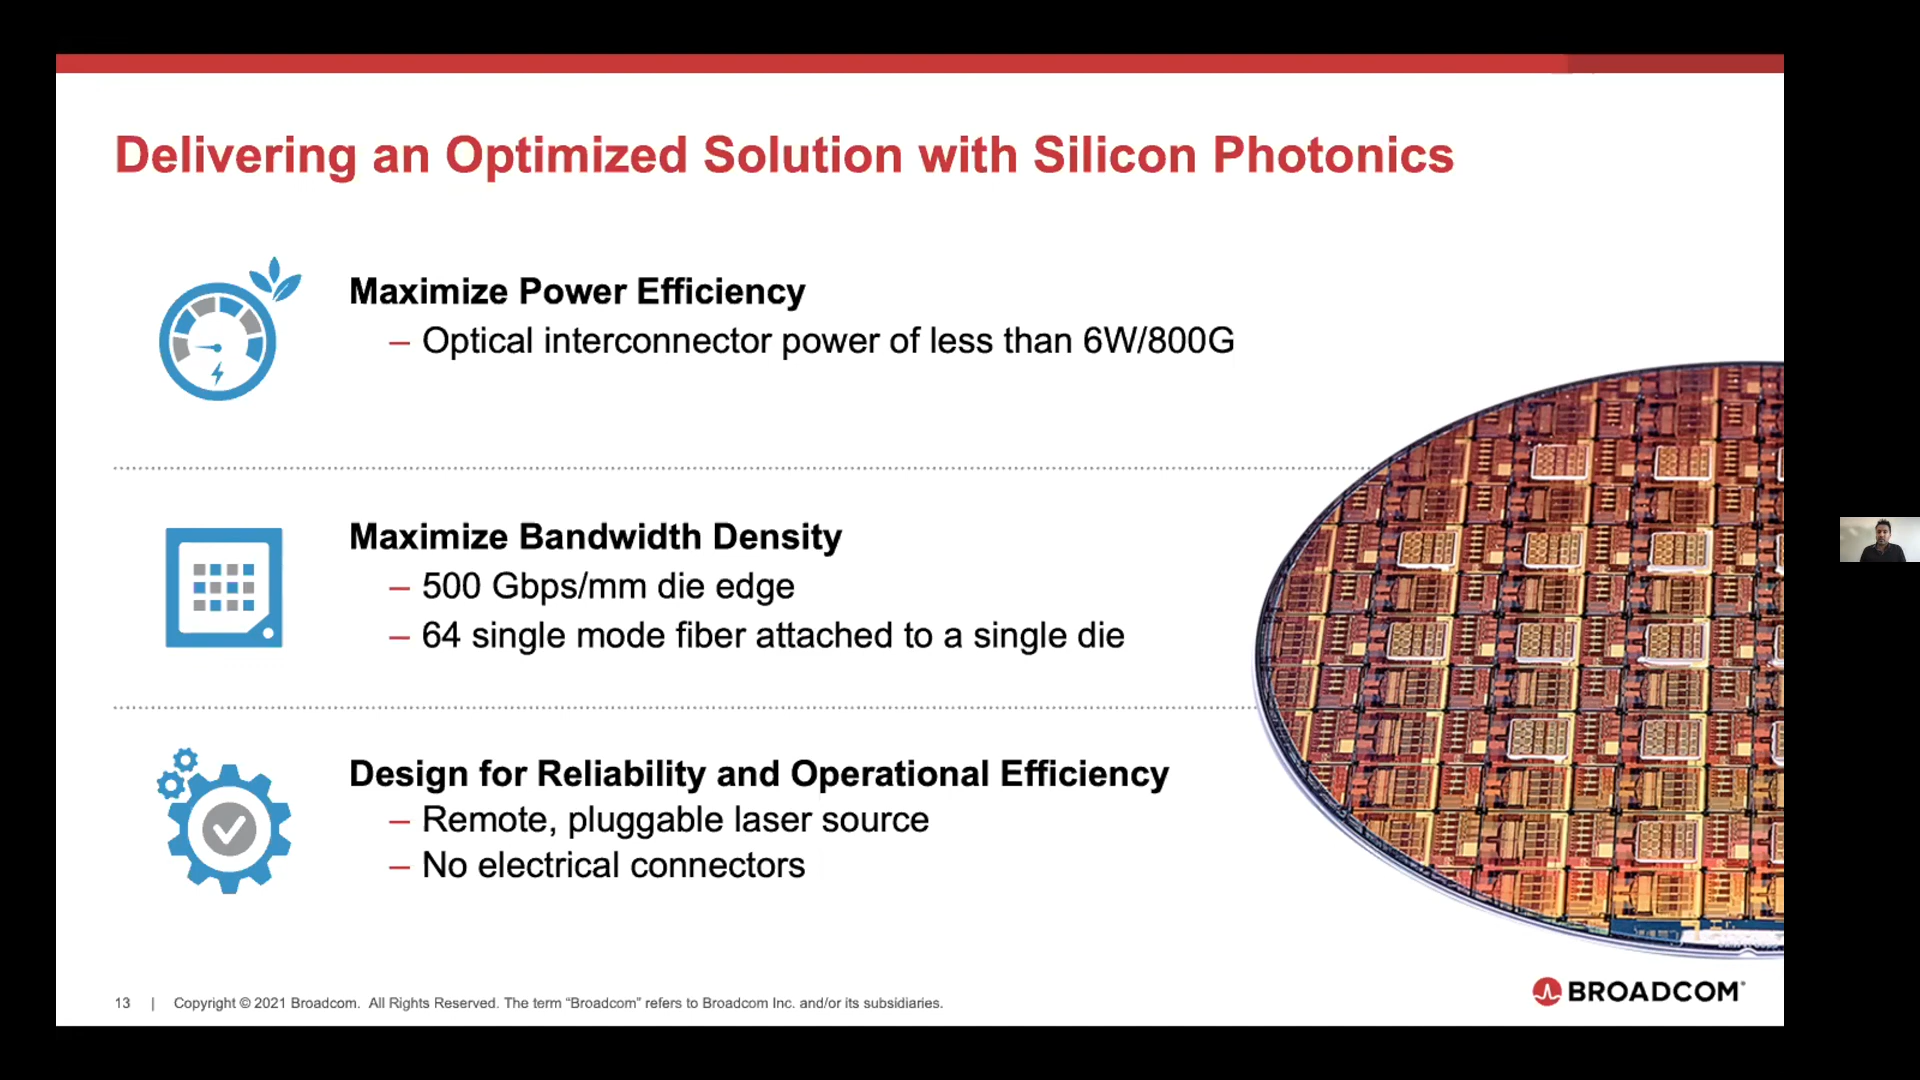 Delivering an Optimized Solution with Silicon Photonics
Maximize Power Efficiency
– Optical interconnector power of less than 6W/800G
Maximize Bandwidth Density
– 500 Gbps/mm die edge
– 64 single mode fiber attached to a single die
Design for Reliability and Operational Efficiency
– Remote, pluggable laser source
– No electrical connectors
13 | Copyright © 2021 Broadcom. All Rights Reserved. The term “Broadcom” refers to Broadcom Inc. and/or its subsidiaries.
BROADCOM®